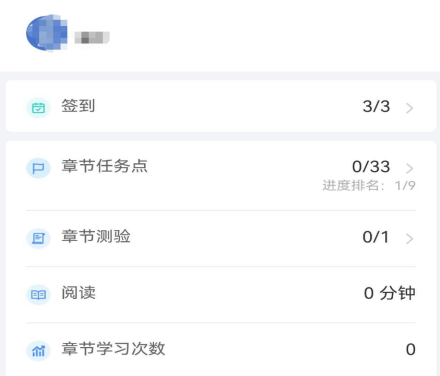 签到 3/3
章节任务点 0/33
进度排名：1/9
章节测验 0/1
阅读 0 分钟
章节学习次数 0